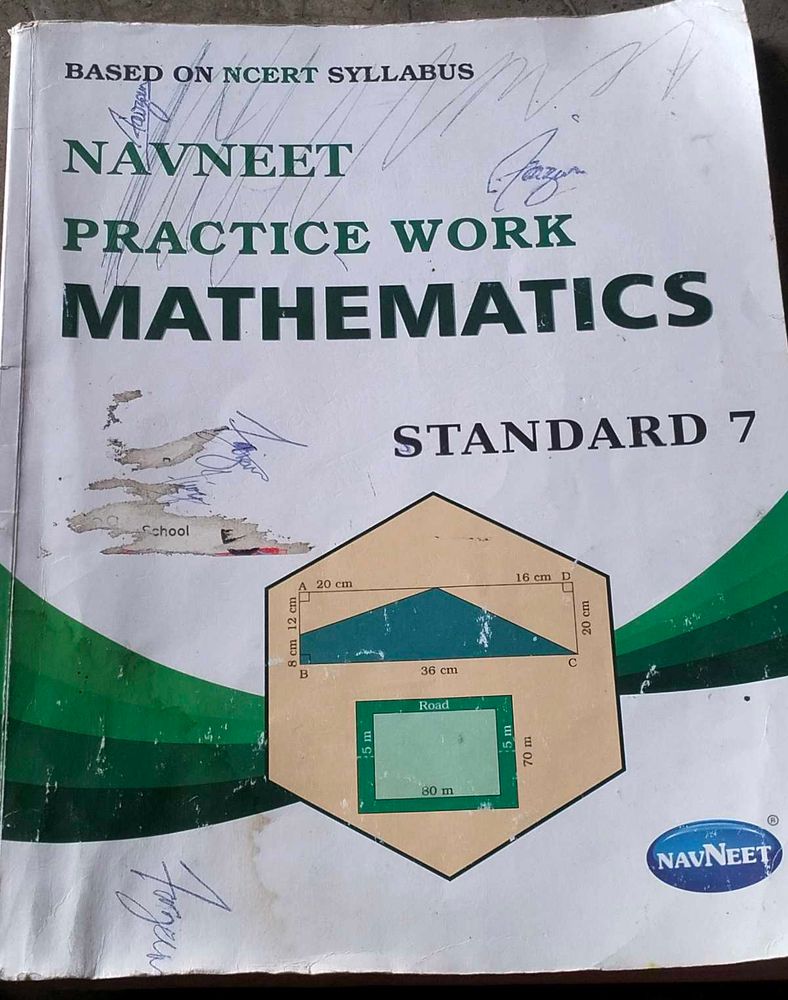 BASED ON NCERT SYLLABUS
NAVNEET
PRACTICE WORK
MATHEMATICS
STANDARD 7
School
A 20 cm 16 cm D
12 cm
20 cm
8 cm
B 36 cm C
Road
5 m 5 m 70 m
80 m
NAVNEET ®